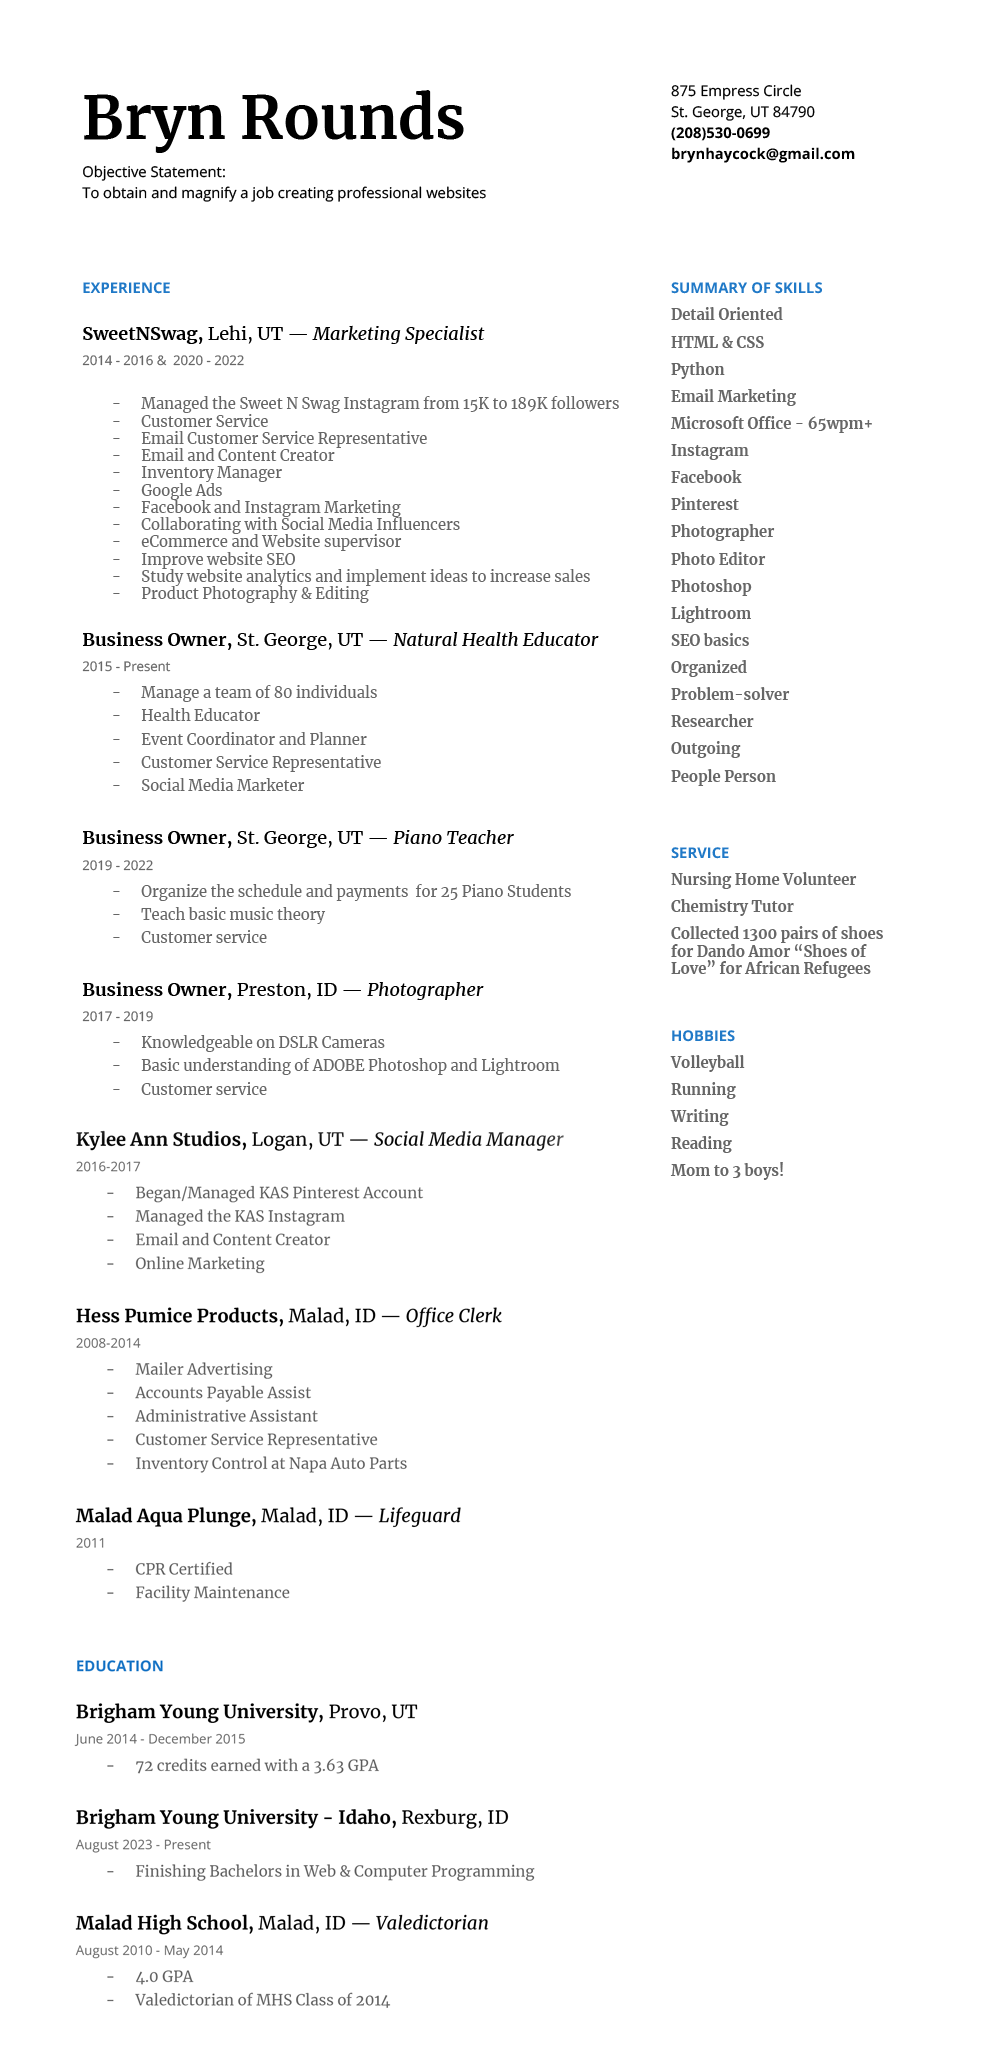 Bryn Rounds
Objective Statement:
To obtain and magnify a job creating professional websites
875 Empress Circle
St. George, UT 84790
(208)530-0699
brynhaycock@gmail.com
EXPERIENCE
SweetNSwag, Lehi, UT — Marketing Specialist
2014 - 2016 &  2020 - 2022
- Managed the Sweet N Swag Instagram from 15K to 189K followers
- Customer Service
- Email Customer Service Representative
- Email and Content Creator
- Inventory Manager
- Google Ads
- Facebook and Instagram Marketing
- Collaborating with Social Media Influencers
- eCommerce and Website supervisor
- Improve website SEO
- Study website analytics and implement ideas to increase sales
- Product Photography & Editing
Business Owner, St. George, UT — Natural Health Educator
2015 - Present
- Manage a team of 80 individuals
- Health Educator
- Event Coordinator and Planner
- Customer Service Representative
- Social Media Marketer
Business Owner, St. George, UT — Piano Teacher
2019 - 2022
- Organize the schedule and payments  for 25 Piano Students
- Teach basic music theory
- Customer service
Business Owner, Preston, ID — Photographer
2017 - 2019
- Knowledgeable on DSLR Cameras
- Basic understanding of ADOBE Photoshop and Lightroom
- Customer service
Kylee Ann Studios, Logan, UT — Social Media Manager
2016-2017
- Began/Managed KAS Pinterest Account
- Managed the KAS Instagram
- Email and Content Creator
- Online Marketing
Hess Pumice Products, Malad, ID — Office Clerk
2008-2014
- Mailer Advertising
- Accounts Payable Assist
- Administrative Assistant
- Customer Service Representative
- Inventory Control at Napa Auto Parts
Malad Aqua Plunge, Malad, ID — Lifeguard
2011
- CPR Certified
- Facility Maintenance
EDUCATION
Brigham Young University, Provo, UT
June 2014 - December 2015
- 72 credits earned with a 3.63 GPA
Brigham Young University - Idaho, Rexburg, ID
August 2023 - Present
- Finishing Bachelors in Web & Computer Programming
Malad High School, Malad, ID — Valedictorian
August 2010 - May 2014
- 4.0 GPA
- Valedictorian of MHS Class of 2014
SUMMARY OF SKILLS
Detail Oriented
HTML & CSS
Python
Email Marketing
Microsoft Office - 65wpm+
Instagram
Facebook
Pinterest
Photographer
Photo Editor
Photoshop
Lightroom
SEO basics
Organized
Problem-solver
Researcher
Outgoing
People Person
SERVICE
Nursing Home Volunteer
Chemistry Tutor
Collected 1300 pairs of shoes
for Dando Amor “Shoes of
Love” for African Refugees
HOBBIES
Volleyball
Running
Writing
Reading
Mom to 3 boys!